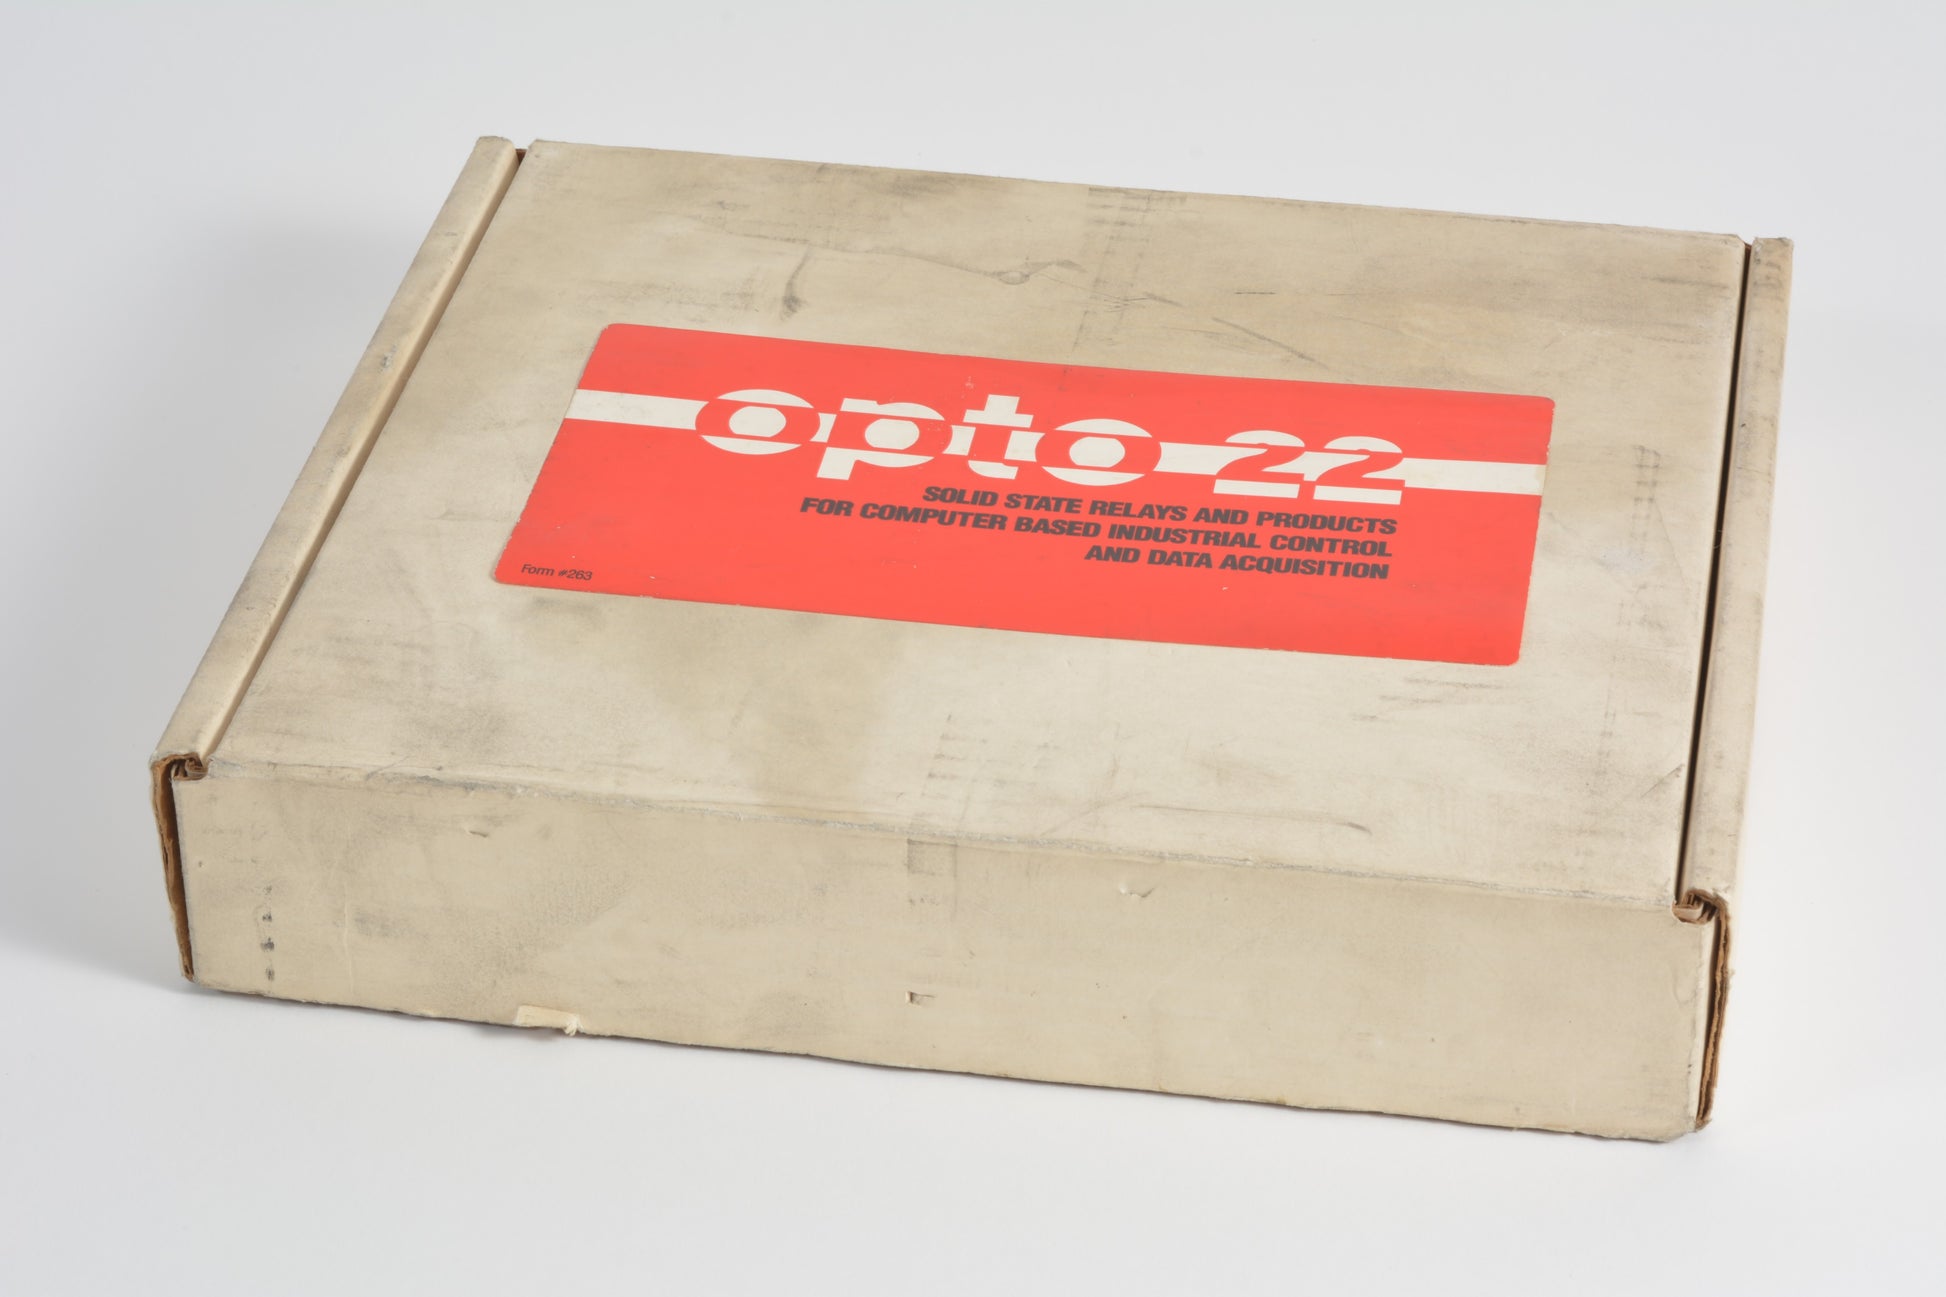 opto 22
SOLID STATE RELAYS AND PRODUCTS
FOR COMPUTER BASED INDUSTRIAL CONTROL
AND DATA ACQUISITION
Form #263